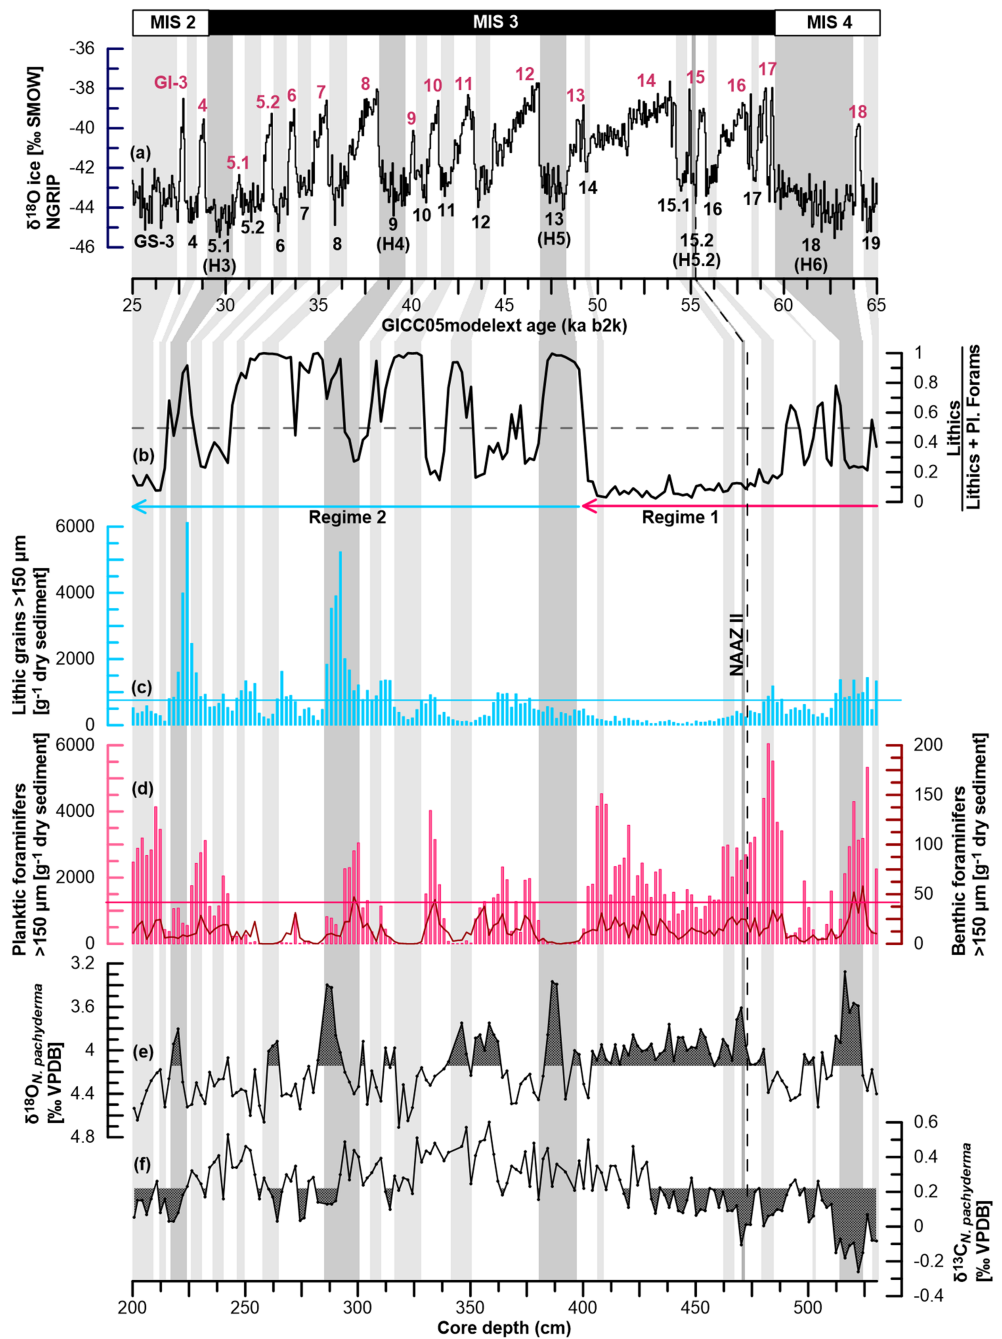 MIS 2
MIS 3
MIS 4
-36
-38
-40
-42
-44
-46
δ18O ice [‰ SMOW]
NGRIP
(a)
GI-3
4
5.1
5.2
6
7
8
9
10
11
12
13
14
15
16
17
18
GS-3
4
5.1
(H3)
5.2
6
7
8
9
(H4)
10
11
12
13
(H5)
14
15.1
15.2
(H5.2)
16
17
18
(H6)
19
25
30
35
40
45
50
55
60
65
GICC05modelext age (ka b2k)
(b)
1
0.8
0.6
0.4
0.2
0
Lithics
Lithics + Pl. Forams
Regime 2
Regime 1
6000
4000
2000
0
Lithic grains >150 µm
[g-1 dry sediment]
(c)
NAAZ II
6000
4000
2000
0
Planktic foraminifers
>150 µm [g-1 dry sediment]
(d)
200
150
100
50
0
Benthic foraminifers
>150 µm [g-1 dry sediment]
3.2
3.6
4
4.4
4.8
δ18O N. pachyderma
[‰ VPDB]
(e)
(f)
0.6
0.4
0.2
0
-0.2
-0.4
δ13C N. pachyderma
[‰ VPDB]
200
250
300
350
400
450
500
Core depth (cm)